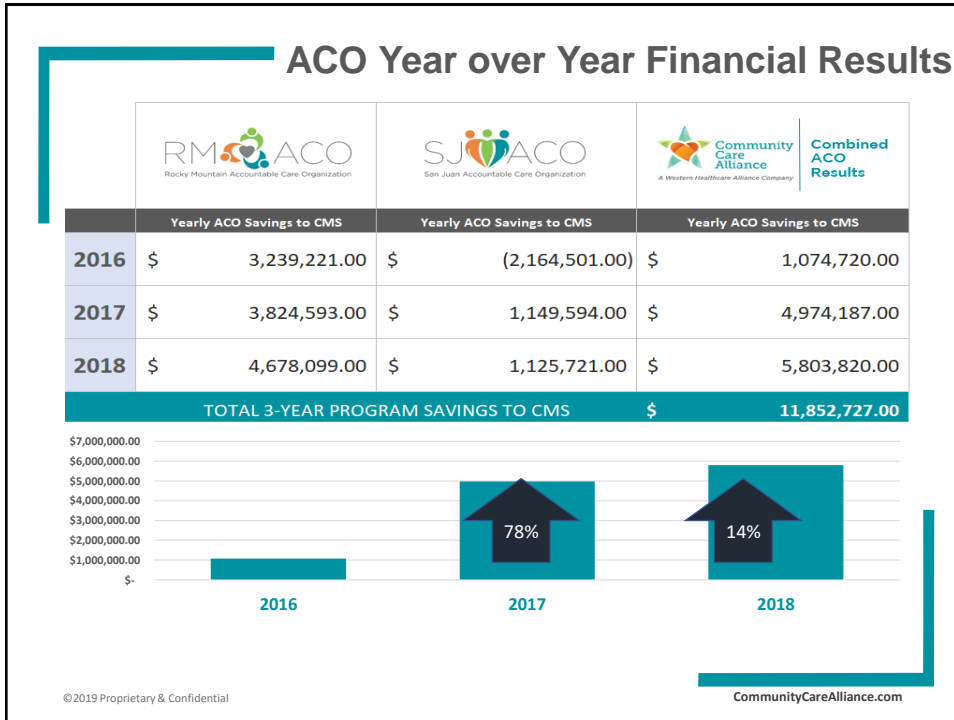 ACO Year over Year Financial Results
RM ACO
Rocky Mountain Accountable Care Organization
SJ ACO
San Juan Accountable Care Organization
Community
Care
Alliance
A Western Healthcare Alliance Company
Combined
ACO
Results
Yearly ACO Savings to CMS Yearly ACO Savings to CMS Yearly ACO Savings to CMS
2016 $ 3,239,221.00 $ (2,164,501.00) $ 1,074,720.00
2017 $ 3,824,593.00 $ 1,149,594.00 $ 4,974,187.00
2018 $ 4,678,099.00 $ 1,125,721.00 $ 5,803,820.00
TOTAL 3-YEAR PROGRAM SAVINGS TO CMS $ 11,852,727.00
$7,000,000.00
$6,000,000.00
$5,000,000.00
$4,000,000.00
$3,000,000.00
$2,000,000.00
$1,000,000.00
$-
78% 14%
2016 2017 2018
©2019 Proprietary & Confidential
CommunityCareAlliance.com